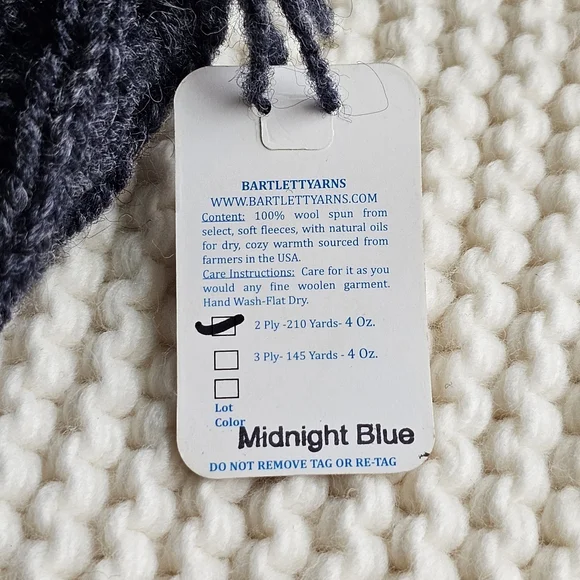 BARTLETTYARNS
WWW.BARTLETTYARNS.COM
Content: 100% wool spun from
select, soft fleeces, with natural oils
for dry, cozy warmth sourced from
farmers in the USA.
Care Instructions: Care for it as you
would any fine woolen garment.
Hand Wash-Flat Dry.
2 Ply -210 Yards- 4 Oz.
3 Ply- 145 Yards - 4 Oz.
Lot
Color
Midnight Blue
DO NOT REMOVE TAG OR RE-TAG